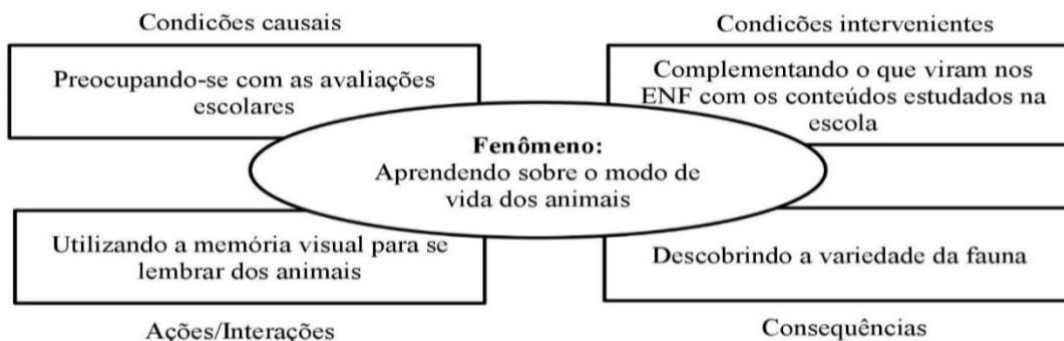 Condicões causais
Preocupando-se com as avaliações
escolares
Condicões intervenientes
Complementando o que viram nos
ENF com os conteúdos estudados na
escola
Fenômeno:
Aprendendo sobre o modo de
vida dos animais
Utilizando a memória visual para se
lembrar dos animais
Ações/Interações
Descobrindo a variedade da fauna
Consequências